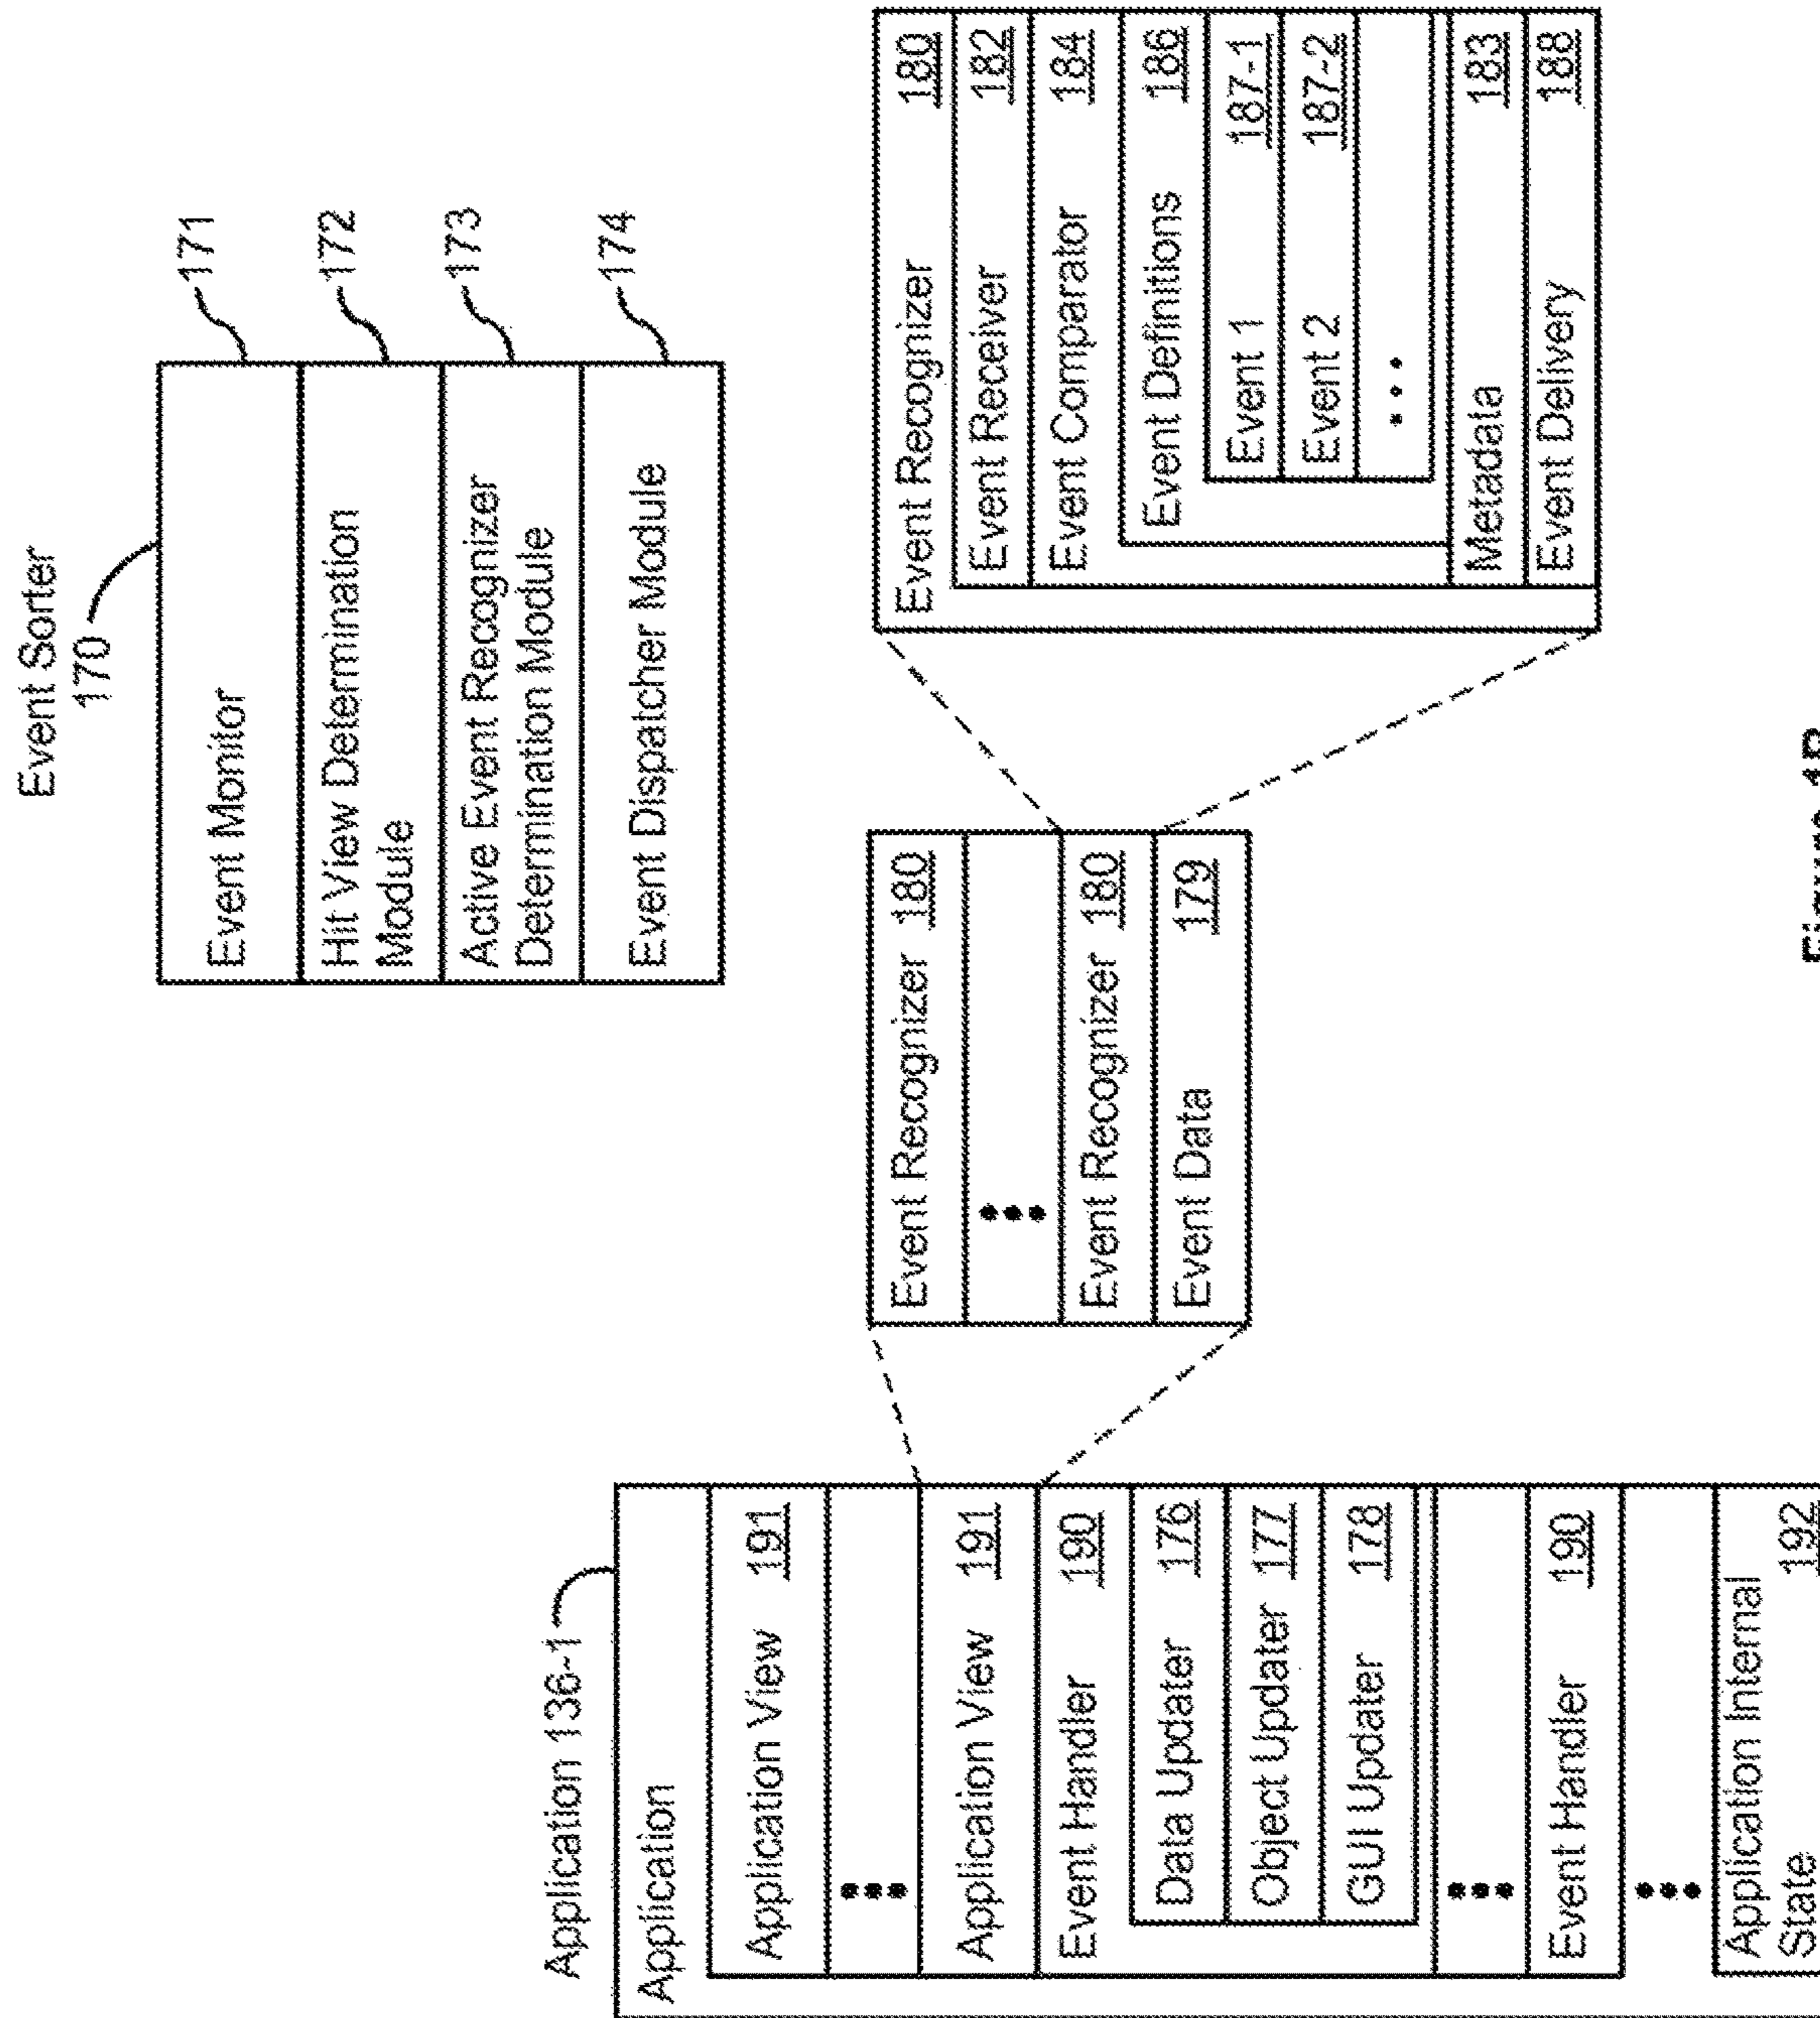 Event Sorter
170
Event Monitor
171
Hit View Determination
Module
172
Active Event Recognizer
Determination Module
173
Event Dispatcher Module
174
Application 136-1
Application
Application View 191
Application View 191
Event Handler 190
Data Updater 176
Object Updater 177
GUI Updater 178
Event Handler 190
Application Internal
State 192
Event Recognizer 180
Event Recognizer 180
Event Data 179
Event Recognizer 180
Event Receiver 182
Event Comparator 184
Event Definitions 186
Event 1 187-1
Event 2 187-2
Metadata 183
Event Delivery 188
Figure 1B